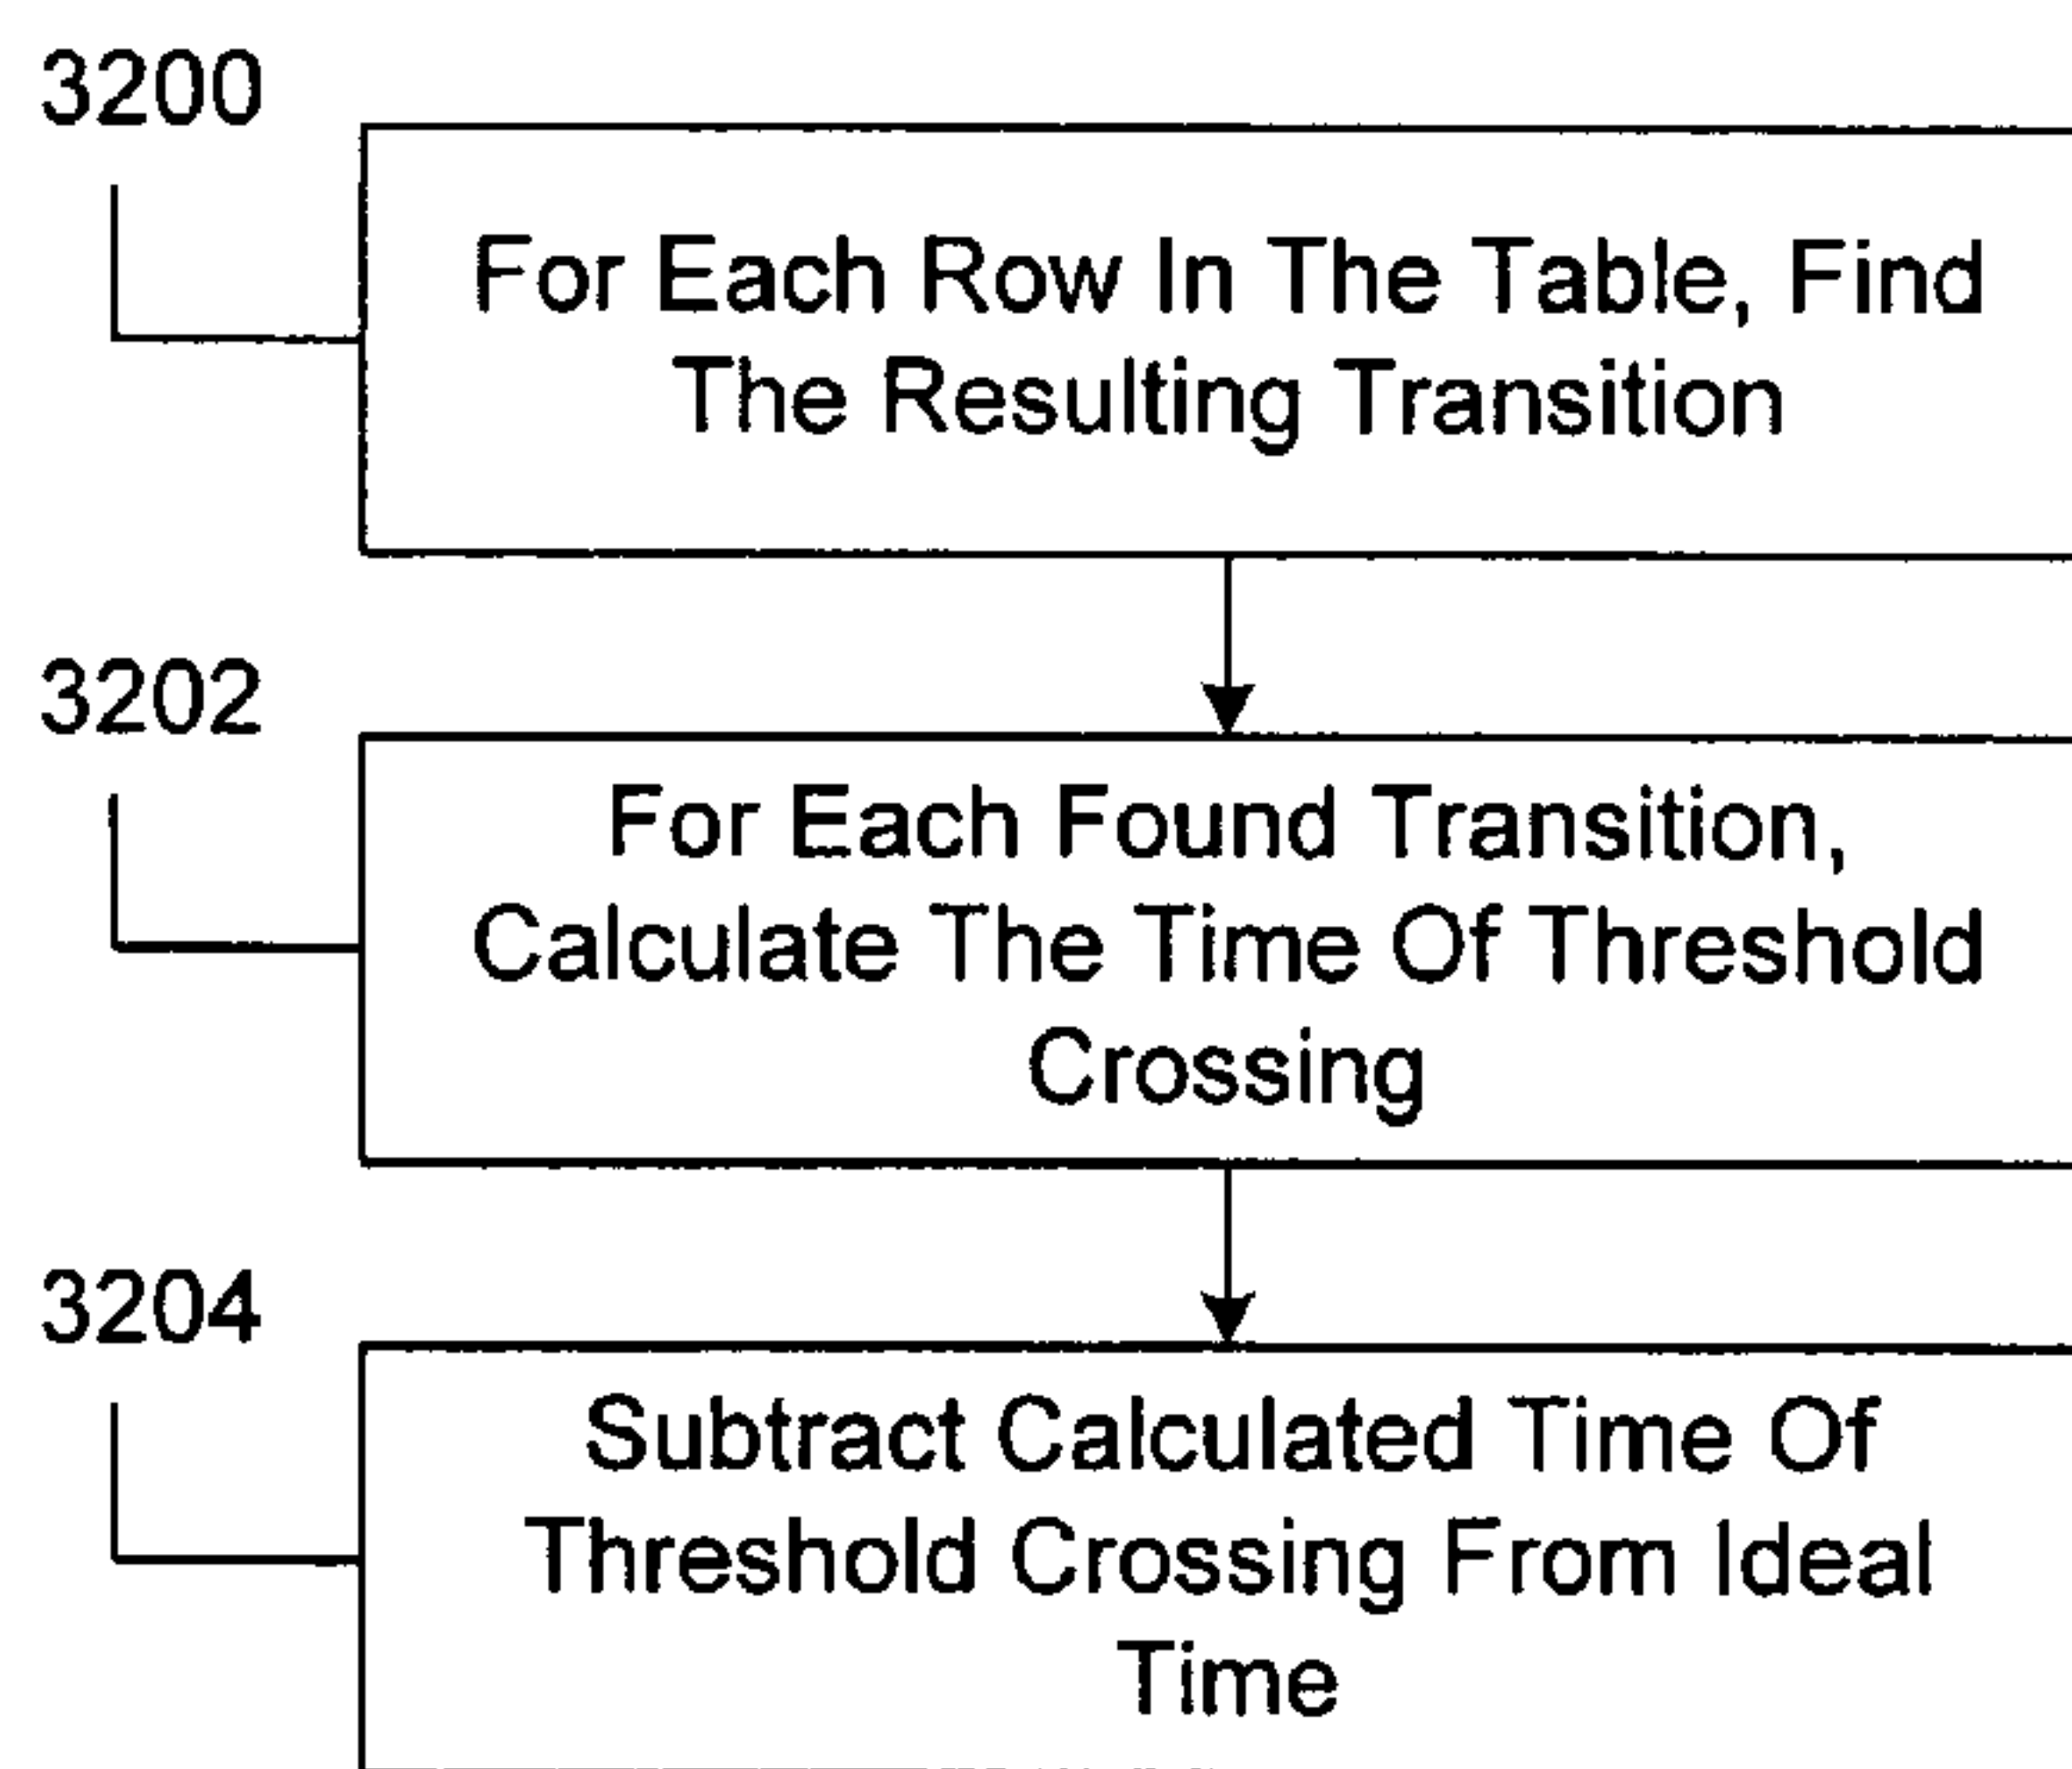 3200
For Each Row In The Table, Find
The Resulting Transition
3202
For Each Found Transition,
Calculate The Time Of Threshold
Crossing
3204
Subtract Calculated Time Of
Threshold Crossing From Ideal
Time